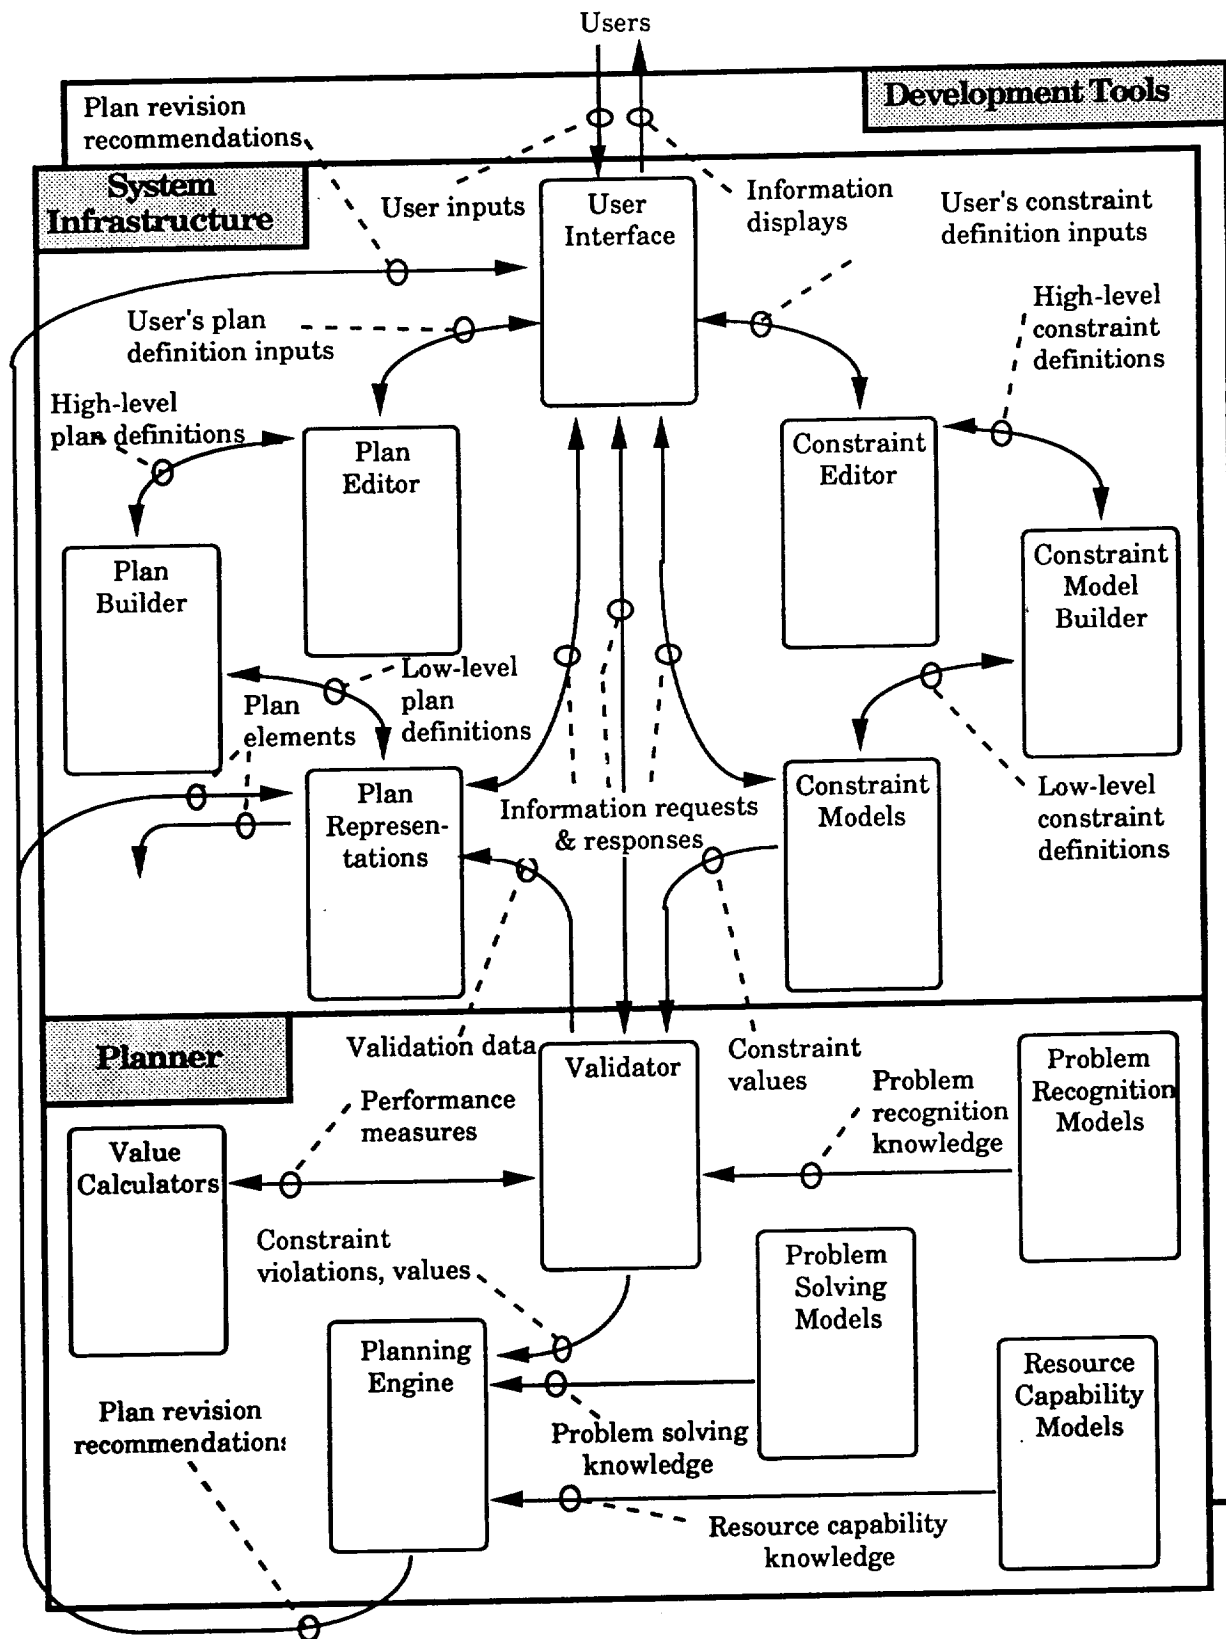 Users
Development Tools
Plan revision
recommendations
System
Infrastructure
User inputs
User
Interface
Information
displays
User's constraint
definition inputs
User's plan
definition inputs
High-level
constraint
definitions
High-level
plan definitions
Plan
Editor
Constraint
Editor
Plan
Builder
Constraint
Model
Builder
Low-level
plan
definitions
Plan
elements
Plan
Represen-
tations
Information requests
& responses
Constraint
Models
Low-level
constraint
definitions
Planner
Validation data
Validator
Constraint
values
Problem
recognition
knowledge
Problem
Recognition
Models
Performance
measures
Value
Calculators
Constraint
violations, values
Problem
Solving
Models
Planning
Engine
Resource
Capability
Models
Plan revision
recommendations
Problem solving
knowledge
Resource capability
knowledge